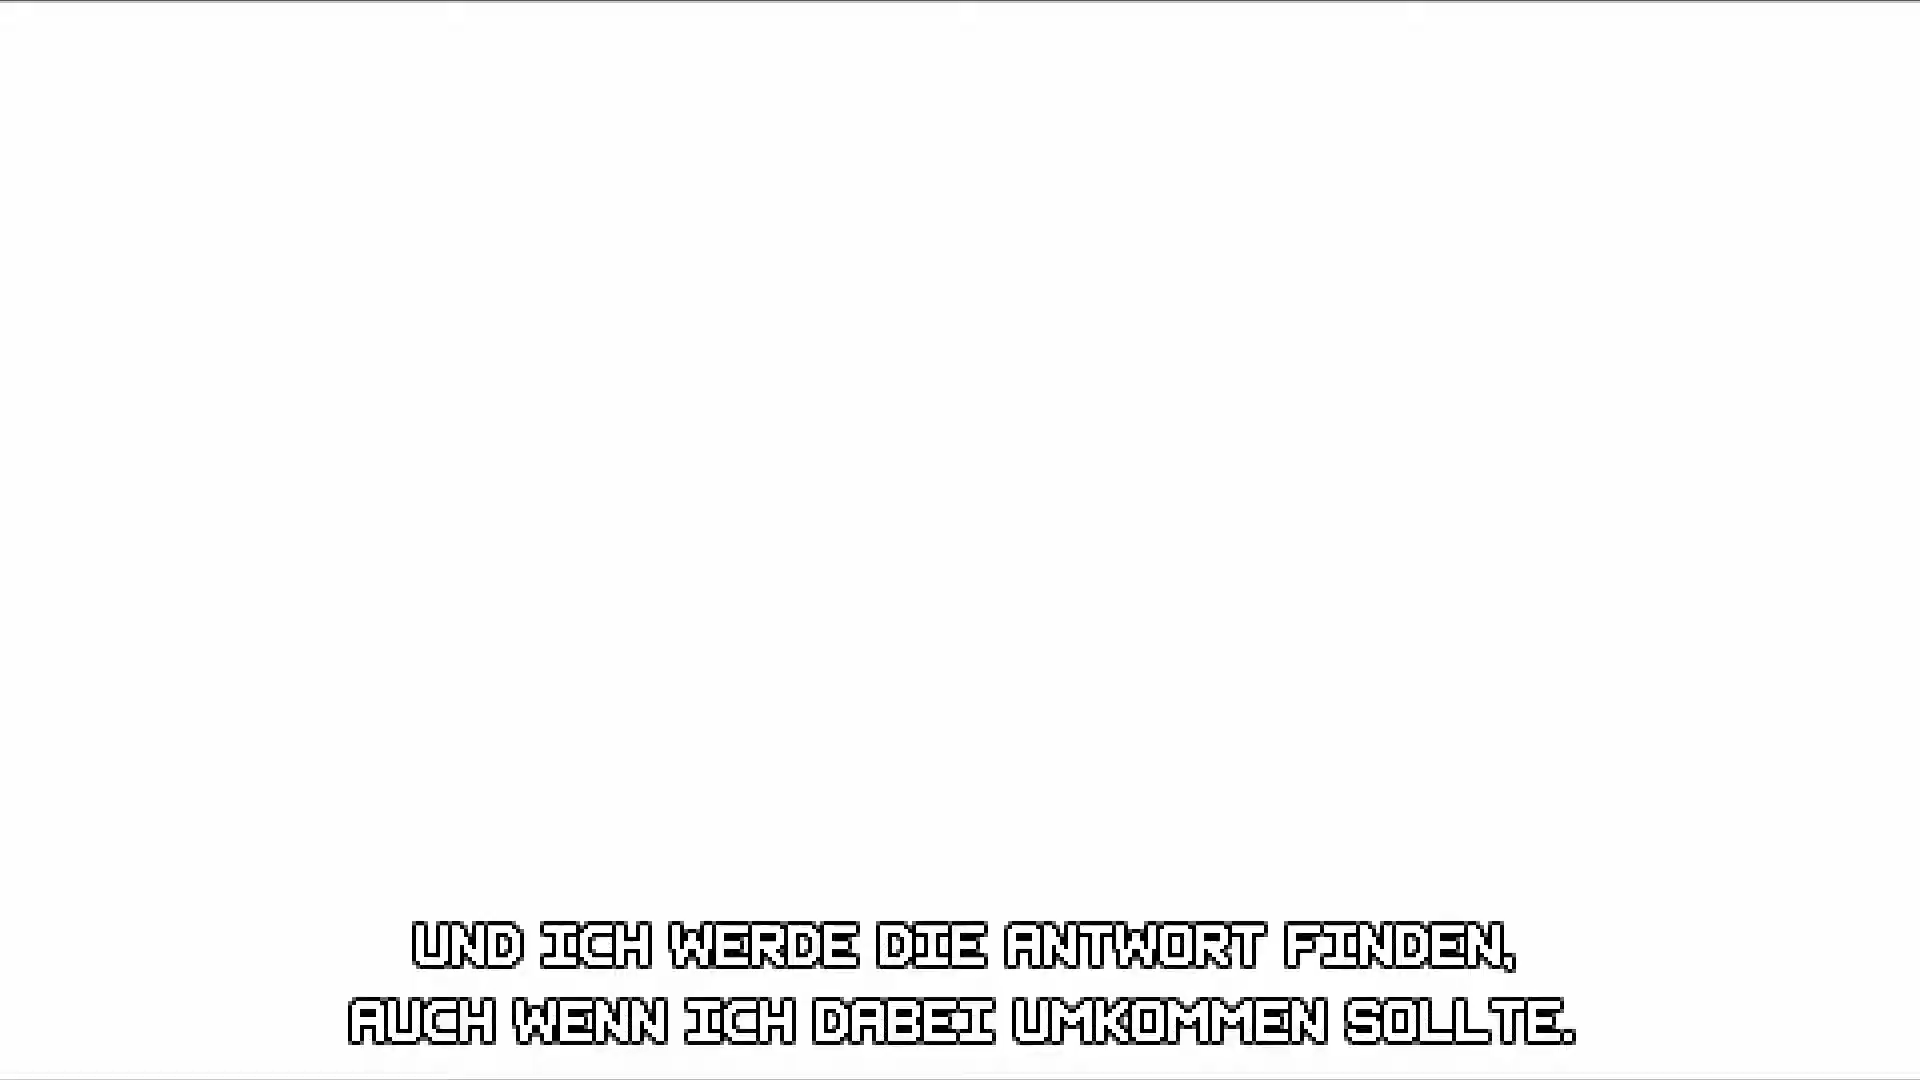 UND ICH WERDE DIE ANTWORT FINDEN,
AUCH WENN ICH DABEI UMKOMMEN SOLLTE.